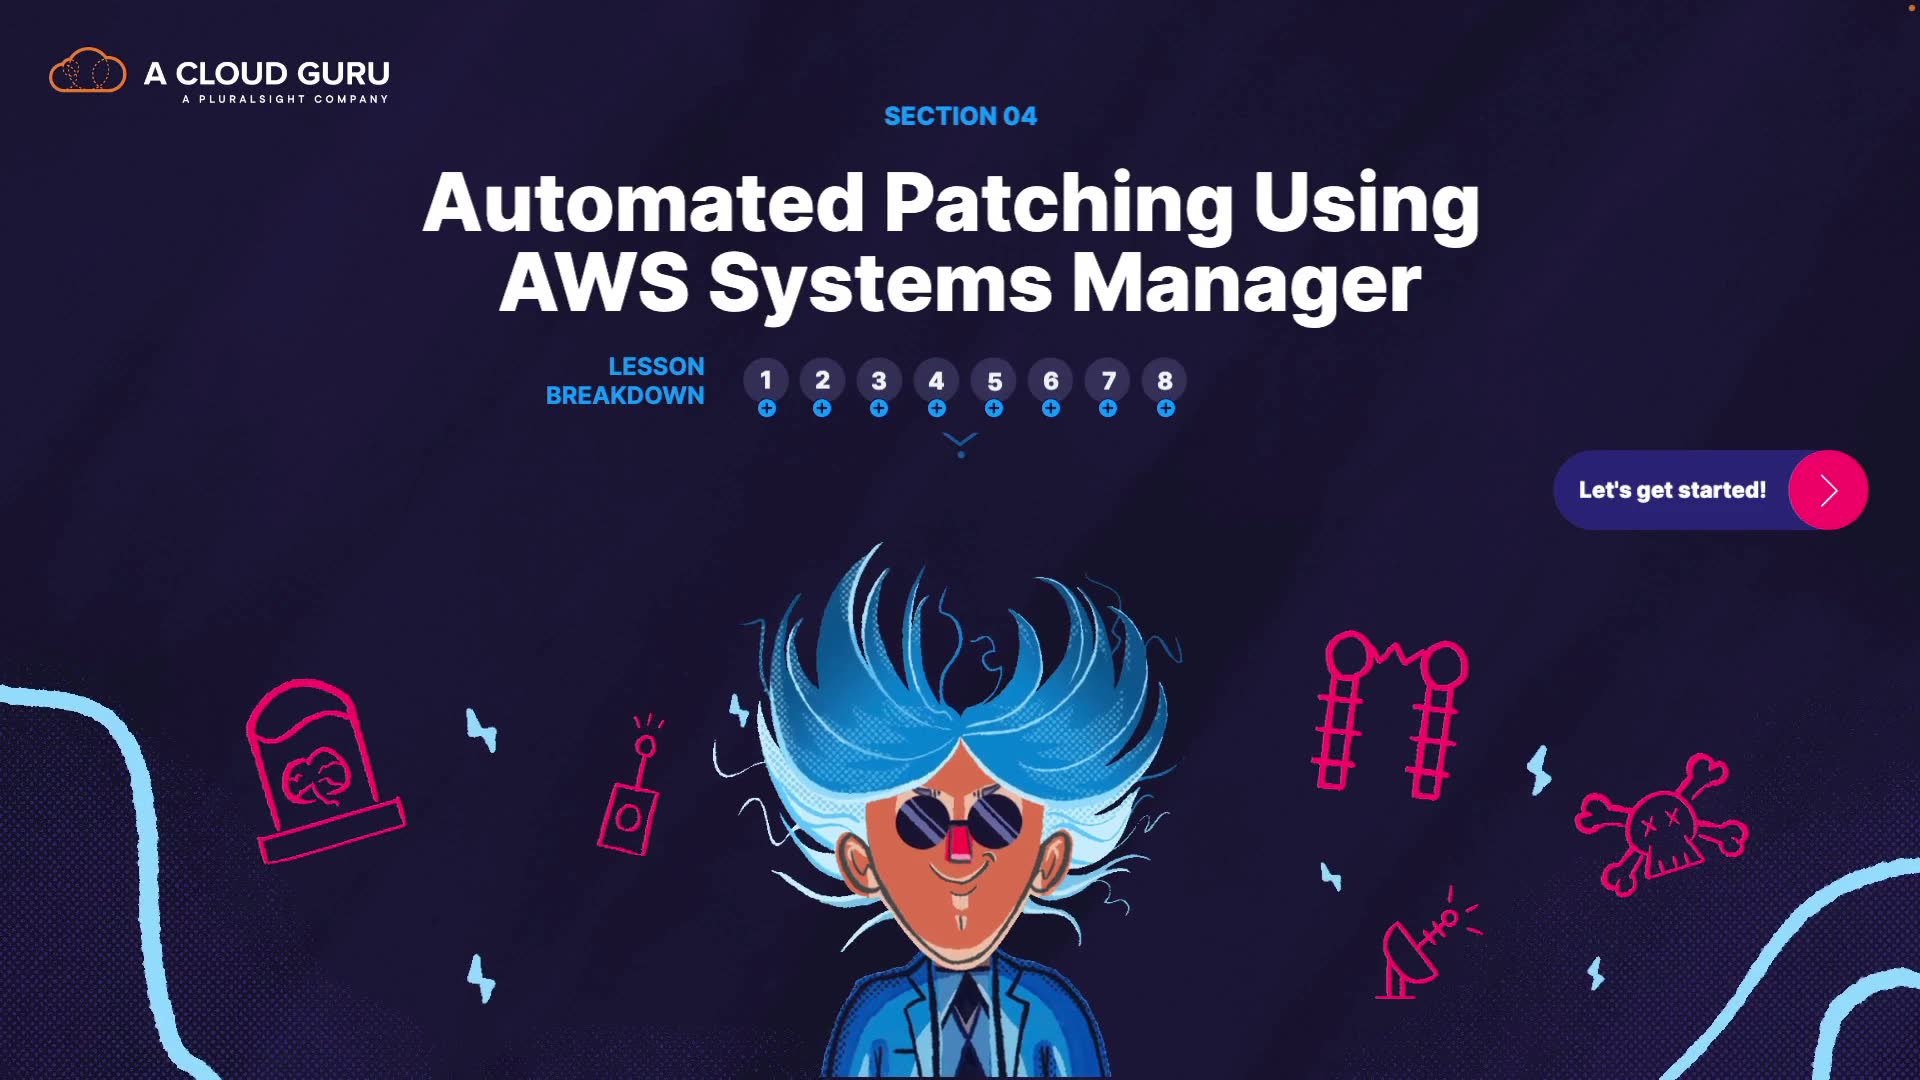 A CLOUD GURU
A PLURALSIGHT COMPANY
SECTION 04
Automated Patching Using
AWS Systems Manager
LESSON
BREAKDOWN
1 2 3 4 5 6 7 8
Let's get started!